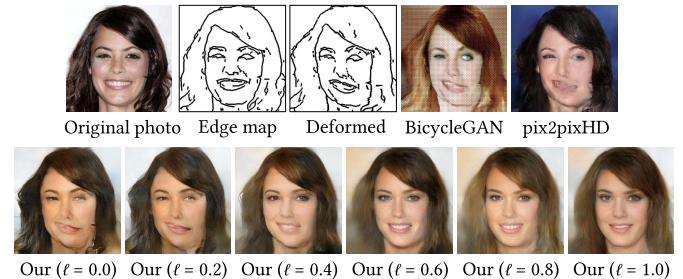 Original photo Edge map Deformed BicycleGAN pix2pixHD
Our (ℓ = 0.0) Our (ℓ = 0.2) Our (ℓ = 0.4) Our (ℓ = 0.6) Our (ℓ = 0.8) Our (ℓ = 1.0)